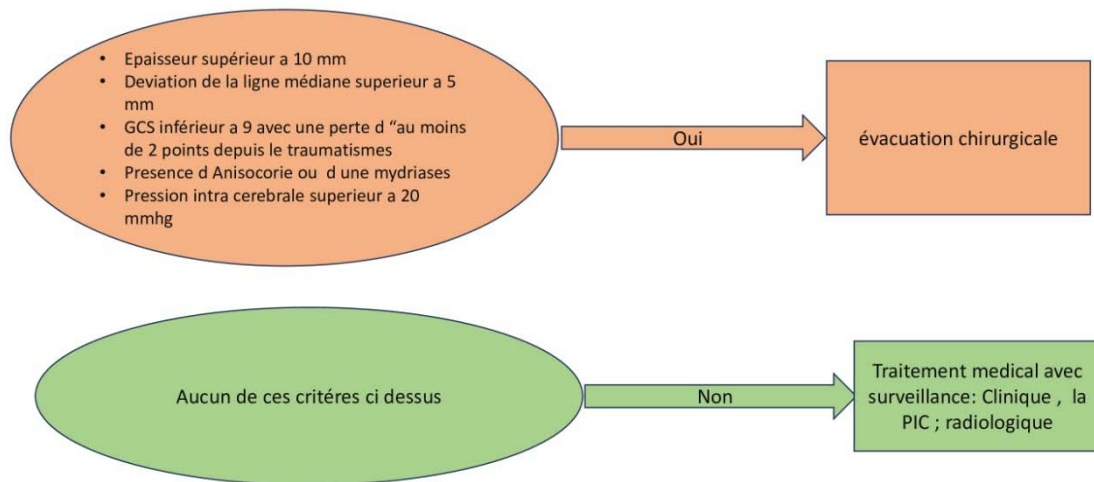 • Epaisseur supérieur a 10 mm
• Deviation de la ligne médiane superieur a 5
mm
• GCS inférieur a 9 avec une perte d “au moins
de 2 points depuis le traumatismes
• Presence d Anisocorie ou d une mydriases
• Pression intra cerebrale superieur a 20
mmhg
Oui
évacuation chirurgicale
Aucun de ces critéres ci dessus
Non
Traitement medical avec
surveillance: Clinique , la
PIC ; radiologique